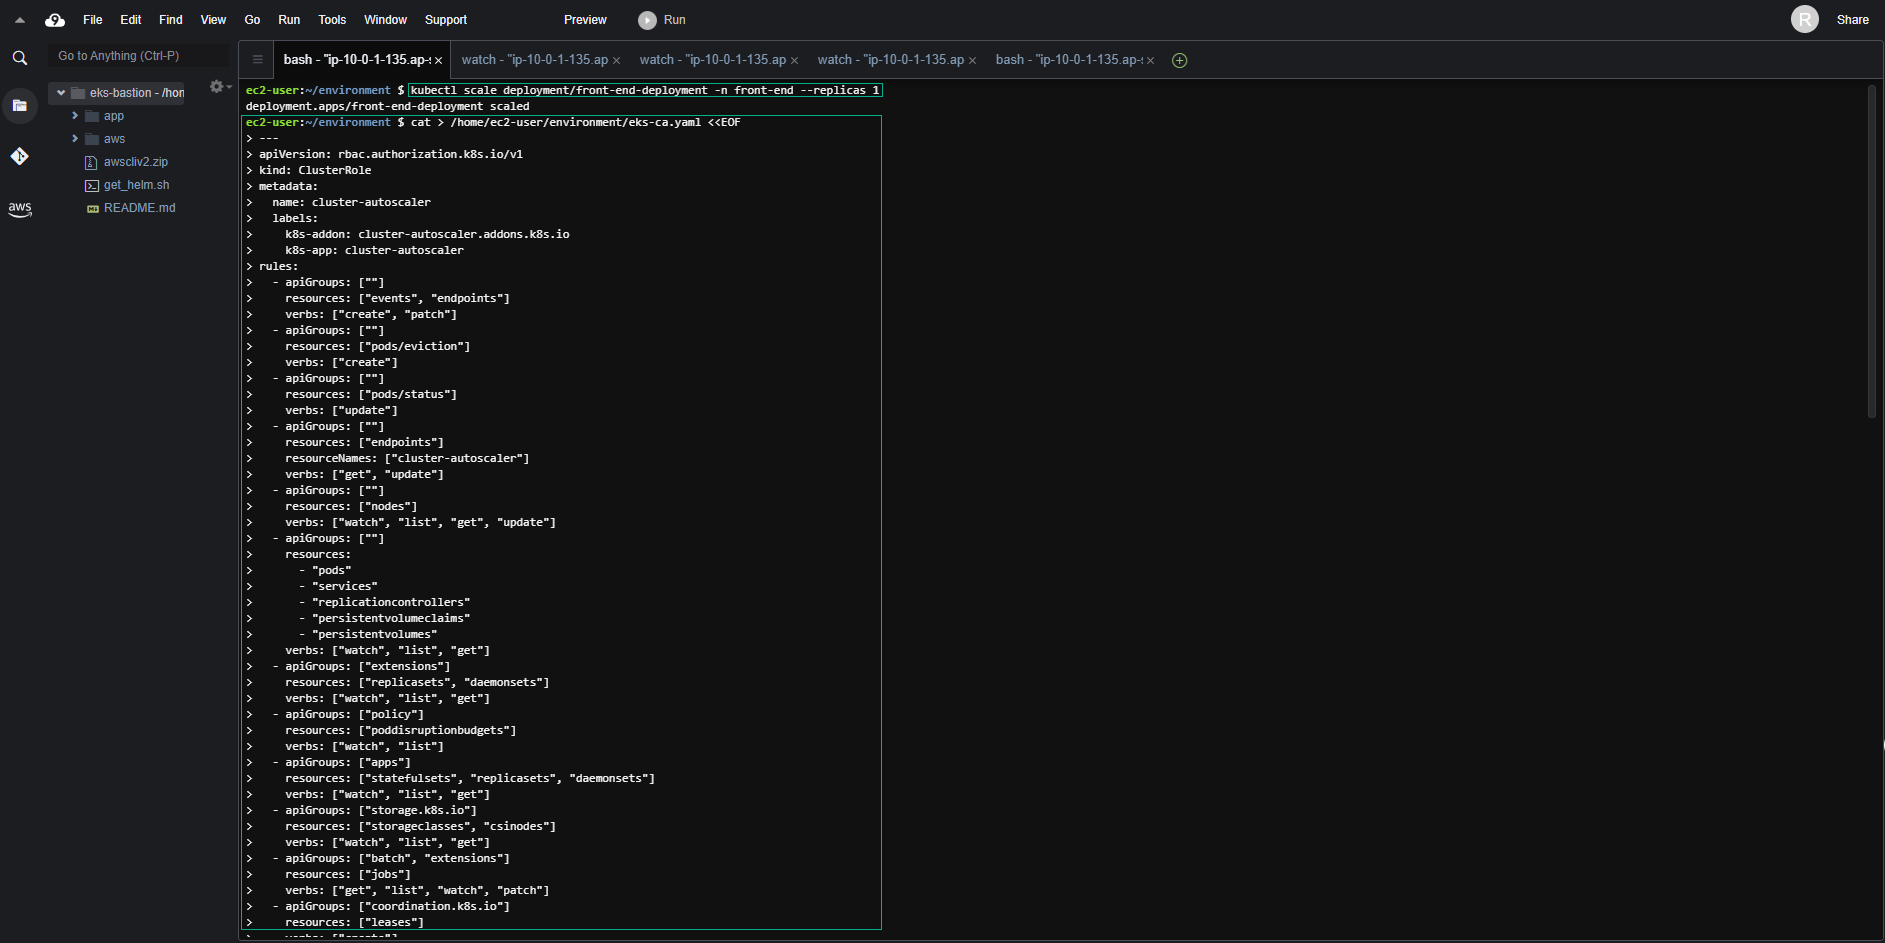 File Edit Find View Go Run Tools Window Support Preview Run R Share
Go to Anything (Ctrl-P)
bash - "ip-10-0-1-135.ap-s × watch - "ip-10-0-1-135.ap × watch - "ip-10-0-1-135.ap × watch - "ip-10-0-1-135.ap × bash - "ip-10-0-1-135.ap-s ×
eks-bastion - /hom
app
aws
awscliv2.zip
get_helm.sh
README.md
aws
ec2-user:~/environment $ kubectl scale deployment/front-end-deployment -n front-end --replicas 1
deployment.apps/front-end-deployment scaled
ec2-user:~/environment $ cat > /home/ec2-user/environment/eks-ca.yaml <<EOF
> ---
> apiVersion: rbac.authorization.k8s.io/v1
> kind: ClusterRole
> metadata:
>   name: cluster-autoscaler
>   labels:
>     k8s-addon: cluster-autoscaler.addons.k8s.io
>     k8s-app: cluster-autoscaler
> rules:
>   - apiGroups: [""]
>     resources: ["events", "endpoints"]
>     verbs: ["create", "patch"]
>   - apiGroups: [""]
>     resources: ["pods/eviction"]
>     verbs: ["create"]
>   - apiGroups: [""]
>     resources: ["pods/status"]
>     verbs: ["update"]
>   - apiGroups: [""]
>     resources: ["endpoints"]
>     resourceNames: ["cluster-autoscaler"]
>     verbs: ["get", "update"]
>   - apiGroups: [""]
>     resources: ["nodes"]
>     verbs: ["watch", "list", "get", "update"]
>   - apiGroups: [""]
>     resources:
>       - "pods"
>       - "services"
>       - "replicationcontrollers"
>       - "persistentvolumeclaims"
>       - "persistentvolumes"
>     verbs: ["watch", "list", "get"]
>   - apiGroups: ["extensions"]
>     resources: ["replicasets", "daemonsets"]
>     verbs: ["watch", "list", "get"]
>   - apiGroups: ["policy"]
>     resources: ["poddisruptionbudgets"]
>     verbs: ["watch", "list"]
>   - apiGroups: ["apps"]
>     resources: ["statefulsets", "replicasets", "daemonsets"]
>     verbs: ["watch", "list", "get"]
>   - apiGroups: ["storage.k8s.io"]
>     resources: ["storageclasses", "csinodes"]
>     verbs: ["watch", "list", "get"]
>   - apiGroups: ["batch", "extensions"]
>     resources: ["jobs"]
>     verbs: ["get", "list", "watch", "patch"]
>   - apiGroups: ["coordination.k8s.io"]
>     resources: ["leases"]